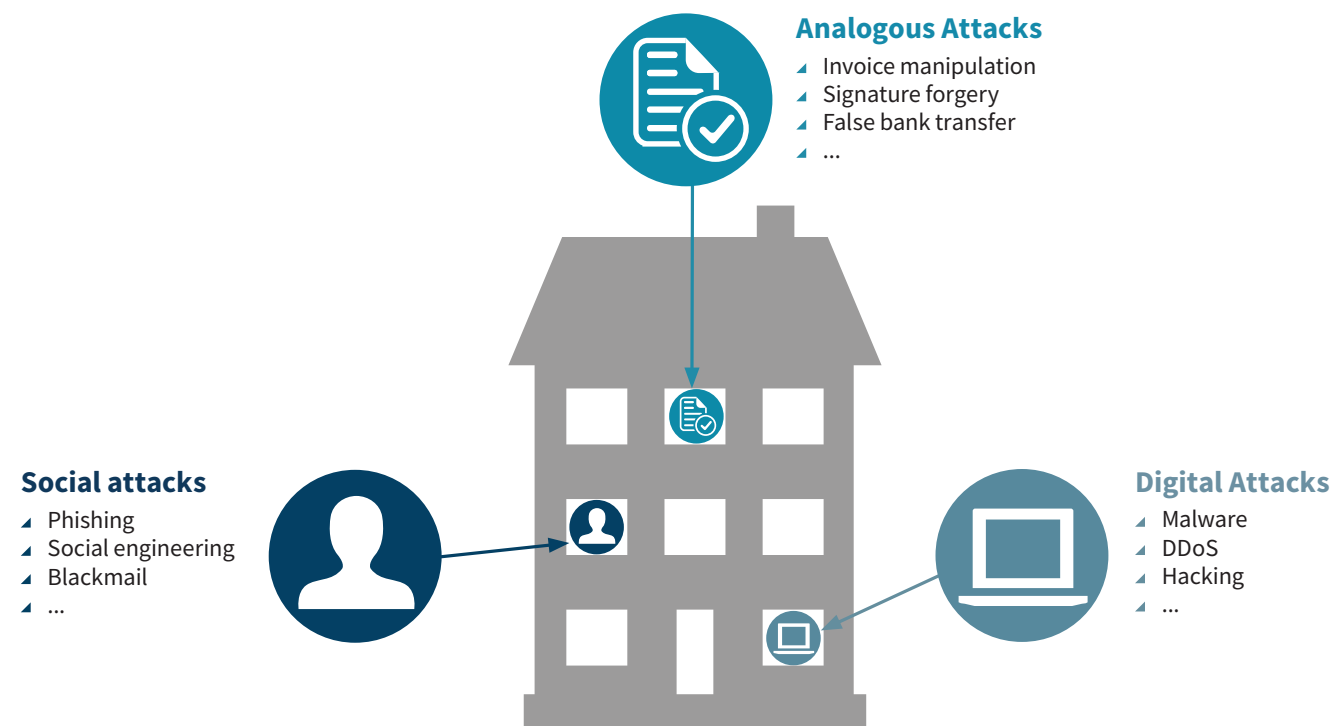 Analogous Attacks
Invoice manipulation
Signature forgery
False bank transfer
...
Social attacks
Phishing
Social engineering
Blackmail
...
Digital Attacks
Malware
DDoS
Hacking
...